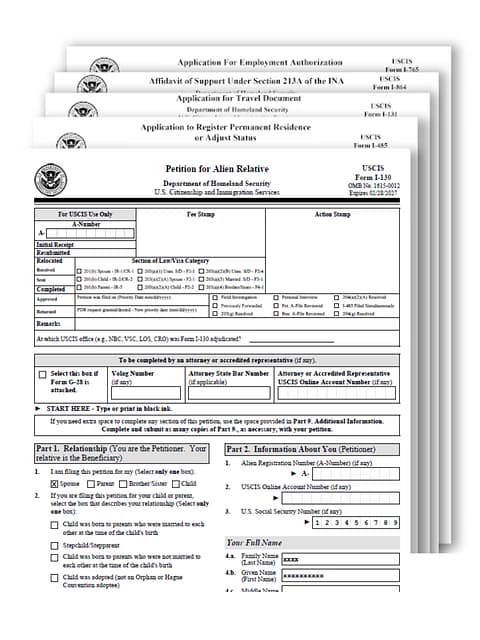 Application For Employment Authorization
USCIS
Form I-765
Affidavit of Support Under Section 213A of the INA
USCIS
Form I-864
Application for Travel Document
Department of Homeland Security
USCIS
Form I-131
Application to Register Permanent Residence
or Adjust Status
USCIS
Form I-485
Petition for Alien Relative
Department of Homeland Security
U.S. Citizenship and Immigration Services
USCIS
Form I-130
OMB No. 1615-0012
Expires 02/28/2027
For USCIS Use Only
Fee Stamp
Action Stamp
A-Number
A-
Initial Receipt
Resubmitted
Relocated
Section of Law/Visa Category
Received
Sent
Completed
Approved
Returned
Remarks
201(b) Spouse - IR-1/CR-1
201(b) Child - IR-2/CR-2
201(b) Parent - IR-5
203(a)(1) Unm. S/D - F1-1
203(a)(2)(A) Spouse - F2-1
203(a)(2)(A) Child - F2-2
203(a)(2)(B) Unm. S/D - F2-4
203(a)(3) Married S/D - F3-1
203(a)(4) Brother/Sister - F4-1
Petition was filed on (Priority Date mm/dd/yyyy):
PDR request granted/denied - New priority date (mm/dd/yyyy):
Field Investigation
Previously Forwarded
203(g) Resolved
Personal Interview
Pet. A-File Reviewed
Ben. A-File Reviewed
204(a)(2)(A) Resolved
I-485 Filed Simultaneously
204(g) Resolved
At which USCIS office (e.g., NBC, VSC, LOS, CRO) was Form I-130 adjudicated?
To be completed by an attorney or accredited representative (if any).
Select this box if
Form G-28 is
attached.
Volag Number
(if any)
Attorney State Bar Number
(if applicable)
Attorney or Accredited Representative
USCIS Online Account Number (if any)
► START HERE - Type or print in black ink.
If you need extra space to complete any section of this petition, use the space provided in Part 9. Additional Information.
Complete and submit as many copies of Part 9., as necessary, with your petition.
Part 1. Relationship (You are the Petitioner. Your
relative is the Beneficiary)
1. I am filing this petition for my (Select only one box):
X Spouse Parent Brother/Sister Child
2. If you are filing this petition for your child or parent,
select the box that describes your relationship (Select only
one box):
Child was born to parents who were married to each
other at the time of the child's birth
Stepchild/Stepparent
Child was born to parents who were not married to
each other at the time of the child's birth
Child was adopted (not an Orphan or Hague
Convention adoptee)
Part 2. Information About You (Petitioner)
1. Alien Registration Number (A-Number) (if any)
► A-
2. USCIS Online Account Number (if any)
►
3. U.S. Social Security Number (if any)
► 1 2 3 4 5 6 7 8 9
Your Full Name
4.a. Family Name
(Last Name)
xxxx
4.b. Given Name
(First Name)
xxxxxxxxxx
4.c. Middle Name